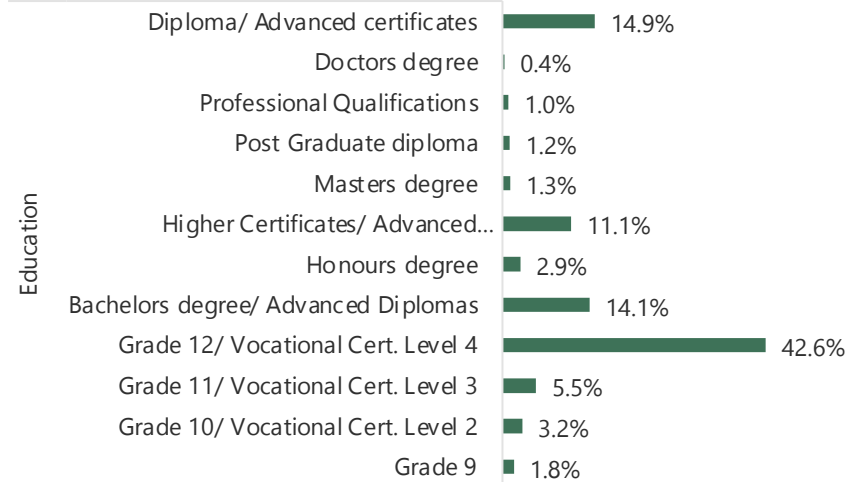 Education
Diploma/ Advanced certificates 14.9%
Doctors degree 0.4%
Professional Qualifications 1.0%
Post Graduate diploma 1.2%
Masters degree 1.3%
Higher Certificates/ Advanced... 11.1%
Honours degree 2.9%
Bachelors degree/ Advanced Diplomas 14.1%
Grade 12/ Vocational Cert. Level 4 42.6%
Grade 11/ Vocational Cert. Level 3 5.5%
Grade 10/ Vocational Cert. Level 2 3.2%
Grade 9 1.8%